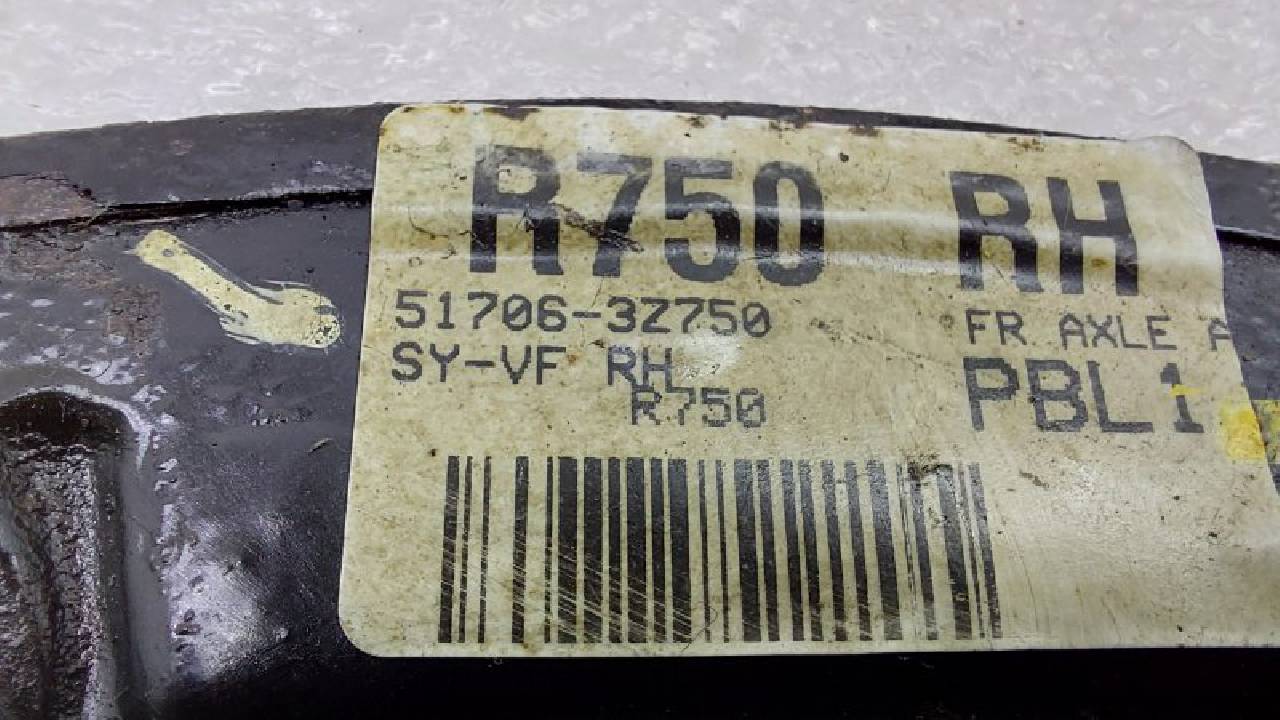 R750 RH
51706-3Z750
FR AXLE A
SY-VF RH
PBL1
R750